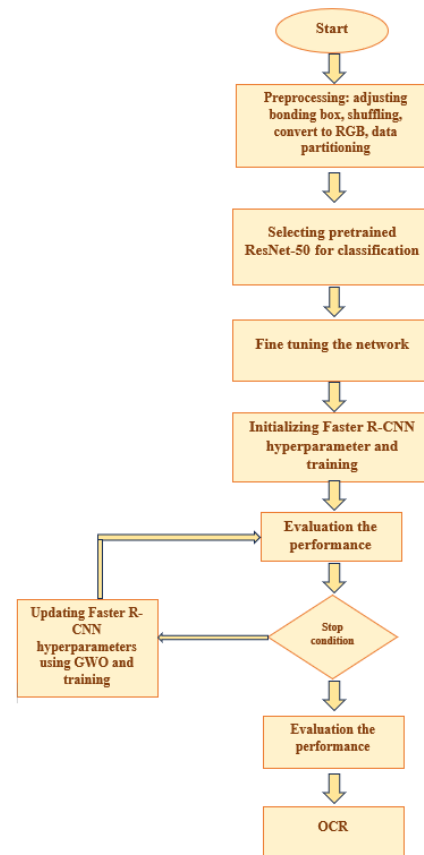 Start
Preprocessing: adjusting
bonding box, shuffling,
convert to RGB, data
partitioning
Selecting pretrained
ResNet-50 for classification
Fine tuning the network
Initializing Faster R-CNN
hyperparameter and
training
Evaluation the
performance
Stop
condition
Updating Faster R-
CNN
hyperparameters
using GWO and
training
Evaluation the
performance
OCR